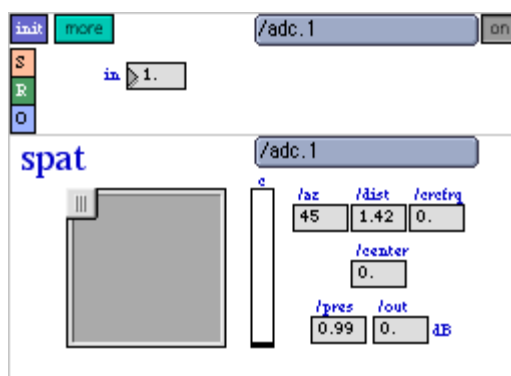 init more /adc.1 on
S
in 1.
R
O
spat /adc.1
c
/az /dist /crcfrq
45 1.42 0.
/center
0.
/pres /out
0.99 0. dB